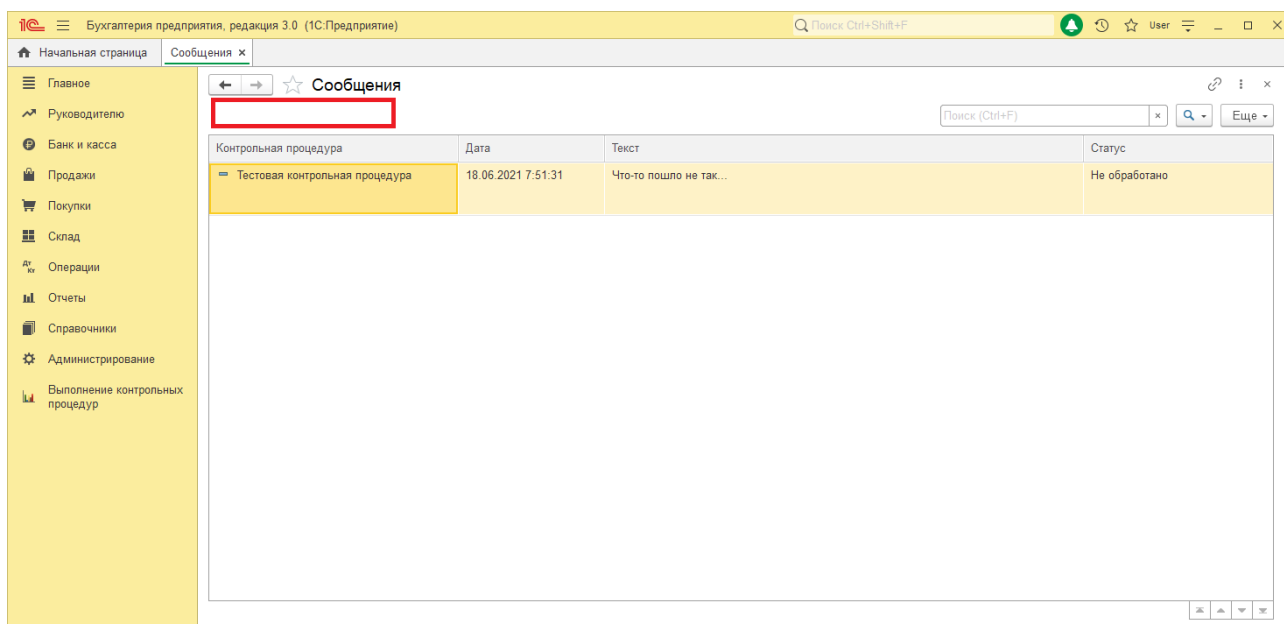 1С Бухгалтерия предприятия, редакция 3.0 (1С:Предприятие) Поиск Ctrl+Shift+F User
Начальная страница Сообщения
Главное
Руководителю
Банк и касса
Продажи
Покупки
Склад
Дт Кт Операции
Отчеты
Справочники
Администрирование
Выполнение контрольных
процедур
Сообщения
Поиск (Ctrl+F) Еще
Контрольная процедура Дата Текст Статус
Тестовая контрольная процедура 18.06.2021 7:51:31 Что-то пошло не так... Не обработано